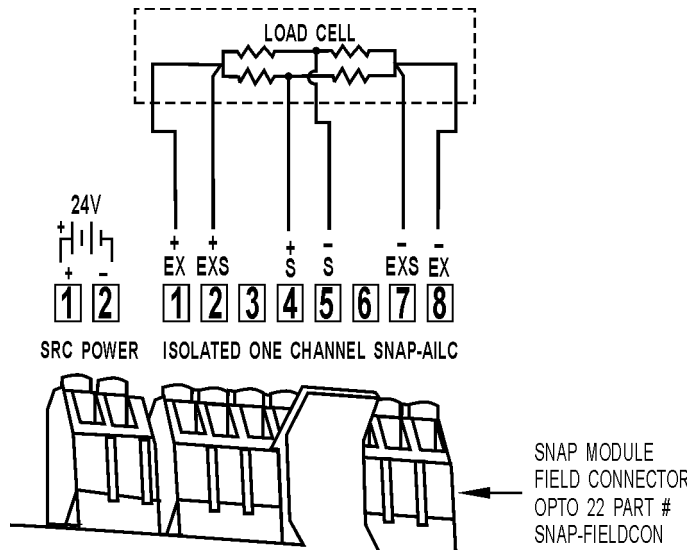 LOAD CELL
24V
+
+ -
+ + + - - -
EX EXS S S EXS EX
1 2 1 2 3 4 5 6 7 8
SRC POWER ISOLATED ONE CHANNEL SNAP-AILC
SNAP MODULE
FIELD CONNECTOR
OPTO 22 PART #
SNAP-FIELDCON